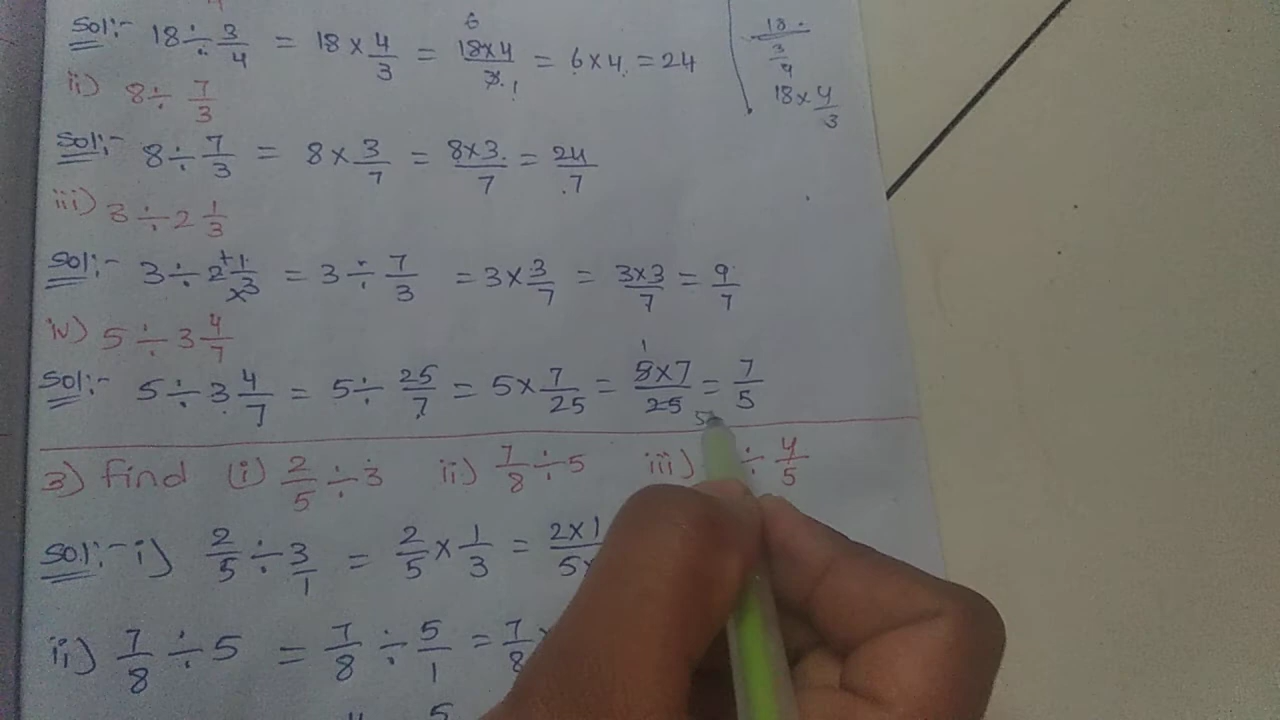 Sol:- 18 ÷ 3/4 = 18 × 4/3 = 18×4/3 = 6×4 = 24
6
1
18
3/4
18 × 4/3
ii) 8 ÷ 7/3
Sol:- 8 ÷ 7/3 = 8 × 3/7 = 8×3/7 = 24/7
iii) 3 ÷ 2 1/3
Sol:- 3 ÷ 2 1/3 = 3 ÷ 7/3 = 3 × 3/7 = 3×3/7 = 9/7
+
×
iv) 5 ÷ 3 4/7
Sol:- 5 ÷ 3 4/7 = 5 ÷ 25/7 = 5 × 7/25 = 5×7/25 = 7/5
1
5
3) find (i) 2/5 ÷ 3 ii) 7/8 ÷ 5 iii) ÷ 4/5
Sol:- i) 2/5 ÷ 3/1 = 2/5 × 1/3 = 2×1/5×
ii) 7/8 ÷ 5 = 7/8 ÷ 5/1 = 7/8 ×